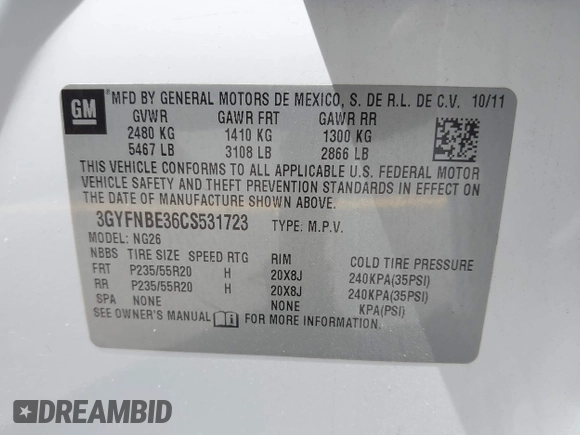 GM
MFD BY GENERAL MOTORS DE MEXICO, S. DE R.L. DE C.V. 10/11
GVWR GAWR FRT GAWR RR
2480 KG 1410 KG 1300 KG
5467 LB 3108 LB 2866 LB
THIS VEHICLE CONFORMS TO ALL APPLICABLE U.S. FEDERAL MOTOR
VEHICLE SAFETY AND THEFT PREVENTION STANDARDS IN EFFECT ON
THE DATE OF MANUFACTURE SHOWN ABOVE.
3GYFNBE36CS531723 TYPE: M.P.V.
MODEL: NG26
NBBS TIRE SIZE SPEED RTG RIM COLD TIRE PRESSURE
FRT P235/55R20 H 20X8J 240KPA(35PSI)
RR P235/55R20 H 20X8J 240KPA(35PSI)
SPA NONE NONE KPA(PSI)
SEE OWNER'S MANUAL FOR MORE INFORMATION.
DREAMBID